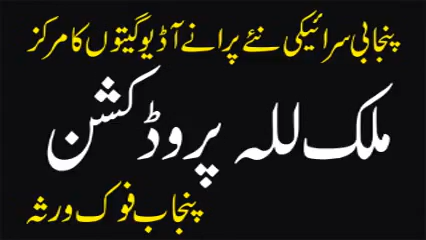 پنجابی سرائیکی نئے پرانے آڈیو گیتوں کا مرکز
ملک للہ پروڈکشن
پنجاب فوک ورثہ